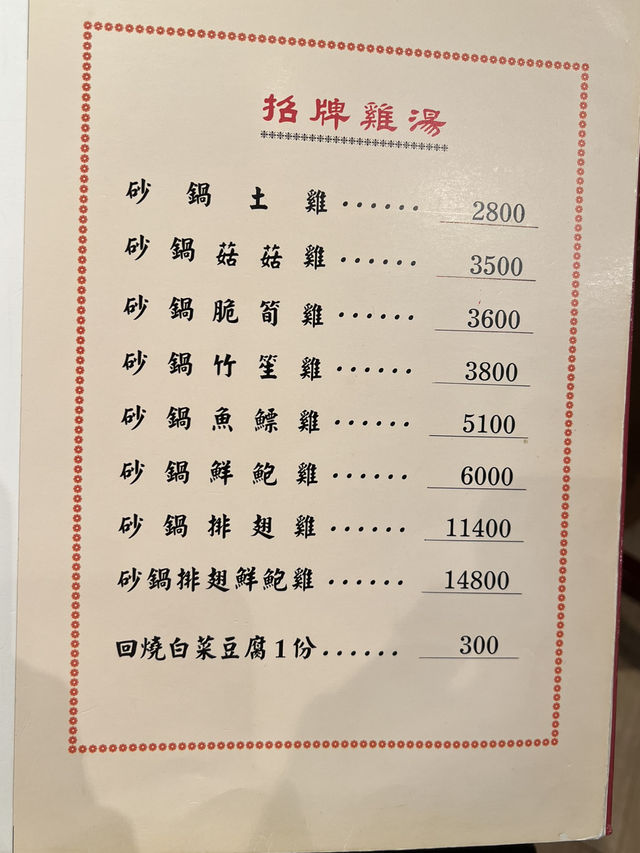 招牌雞湯
砂鍋土雞······ 2800
砂鍋菇菇雞······ 3500
砂鍋脆筍雞······ 3600
砂鍋竹笙雞······ 3800
砂鍋魚鰾雞······ 5100
砂鍋鮮鮑雞······ 6000
砂鍋排翅雞······ 11400
砂鍋排翅鮮鮑雞······ 14800
回燒白菜豆腐1份...... 300